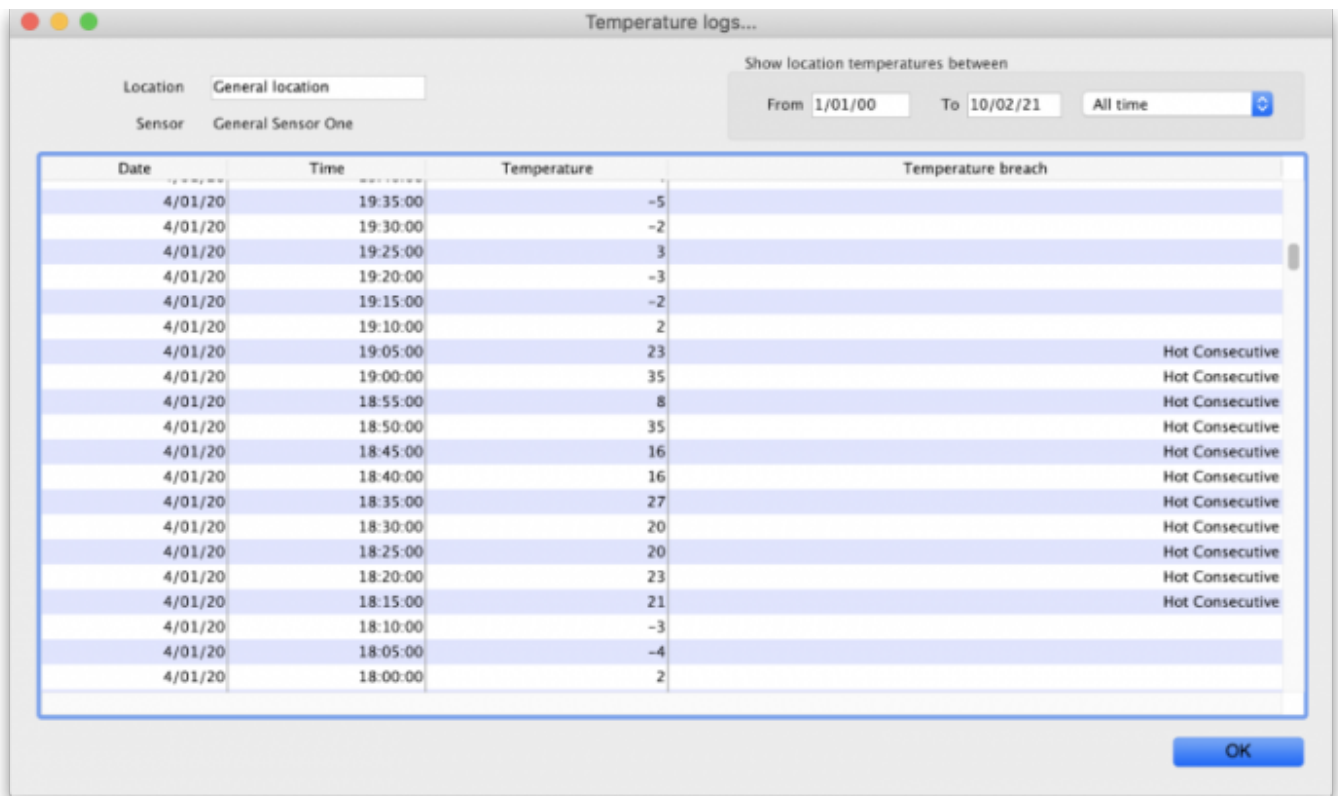 Temperature logs...
Show location temperatures between
Location General location
From 1/01/00 To 10/02/21 All time
Sensor General Sensor One
Date Time Temperature Temperature breach
4/01/20 19:35:00 -5
4/01/20 19:30:00 -2
4/01/20 19:25:00 3
4/01/20 19:20:00 -3
4/01/20 19:15:00 -2
4/01/20 19:10:00 2
4/01/20 19:05:00 23 Hot Consecutive
4/01/20 19:00:00 35 Hot Consecutive
4/01/20 18:55:00 8 Hot Consecutive
4/01/20 18:50:00 35 Hot Consecutive
4/01/20 18:45:00 16 Hot Consecutive
4/01/20 18:40:00 16 Hot Consecutive
4/01/20 18:35:00 27 Hot Consecutive
4/01/20 18:30:00 20 Hot Consecutive
4/01/20 18:25:00 20 Hot Consecutive
4/01/20 18:20:00 23 Hot Consecutive
4/01/20 18:15:00 21 Hot Consecutive
4/01/20 18:10:00 -3
4/01/20 18:05:00 -4
4/01/20 18:00:00 2
OK